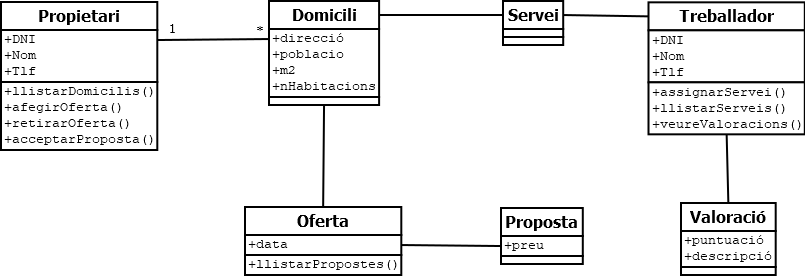 Propietari
+DNI
+Nom
+Tlf
+llistarDomicilis()
+afegirOferta()
+retirarOferta()
+acceptarProposta()
1
*
Domicili
+direcció
+poblacio
+m2
+nHabitacions
Servei
Treballador
+DNI
+Nom
+Tlf
+assignarServei()
+llistarServeis()
+veureValoracions()
Oferta
+data
+llistarPropostes()
Proposta
+preu
Valoració
+puntuació
+descripció